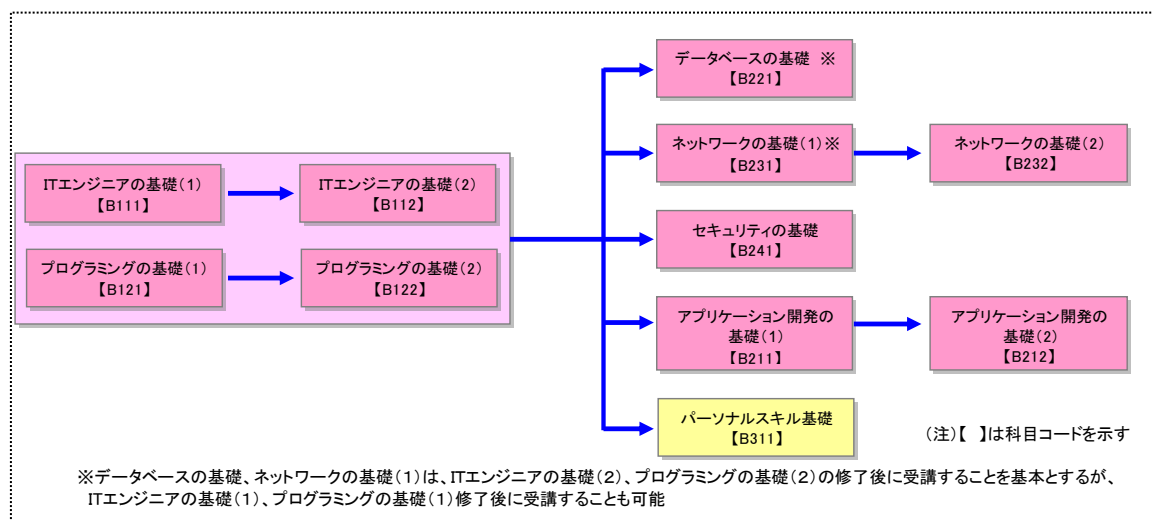 データベースの基礎 ※
【B221】
ネットワークの基礎(1)※
【B231】
ネットワークの基礎(2)
【B232】
ITエンジニアの基礎(1)
【B111】
ITエンジニアの基礎(2)
【B112】
プログラミングの基礎(1)
【B121】
プログラミングの基礎(2)
【B122】
セキュリティの基礎
【B241】
アプリケーション開発の
基礎(1)
【B211】
アプリケーション開発の
基礎(2)
【B212】
パーソナルスキル基礎
【B311】
(注)【 】は科目コードを示す
※データベースの基礎、ネットワークの基礎(1)は、ITエンジニアの基礎(2)、プログラミングの基礎(2)の修了後に受講することを基本とするが、
ITエンジニアの基礎(1)、プログラミングの基礎(1)修了後に受講することも可能